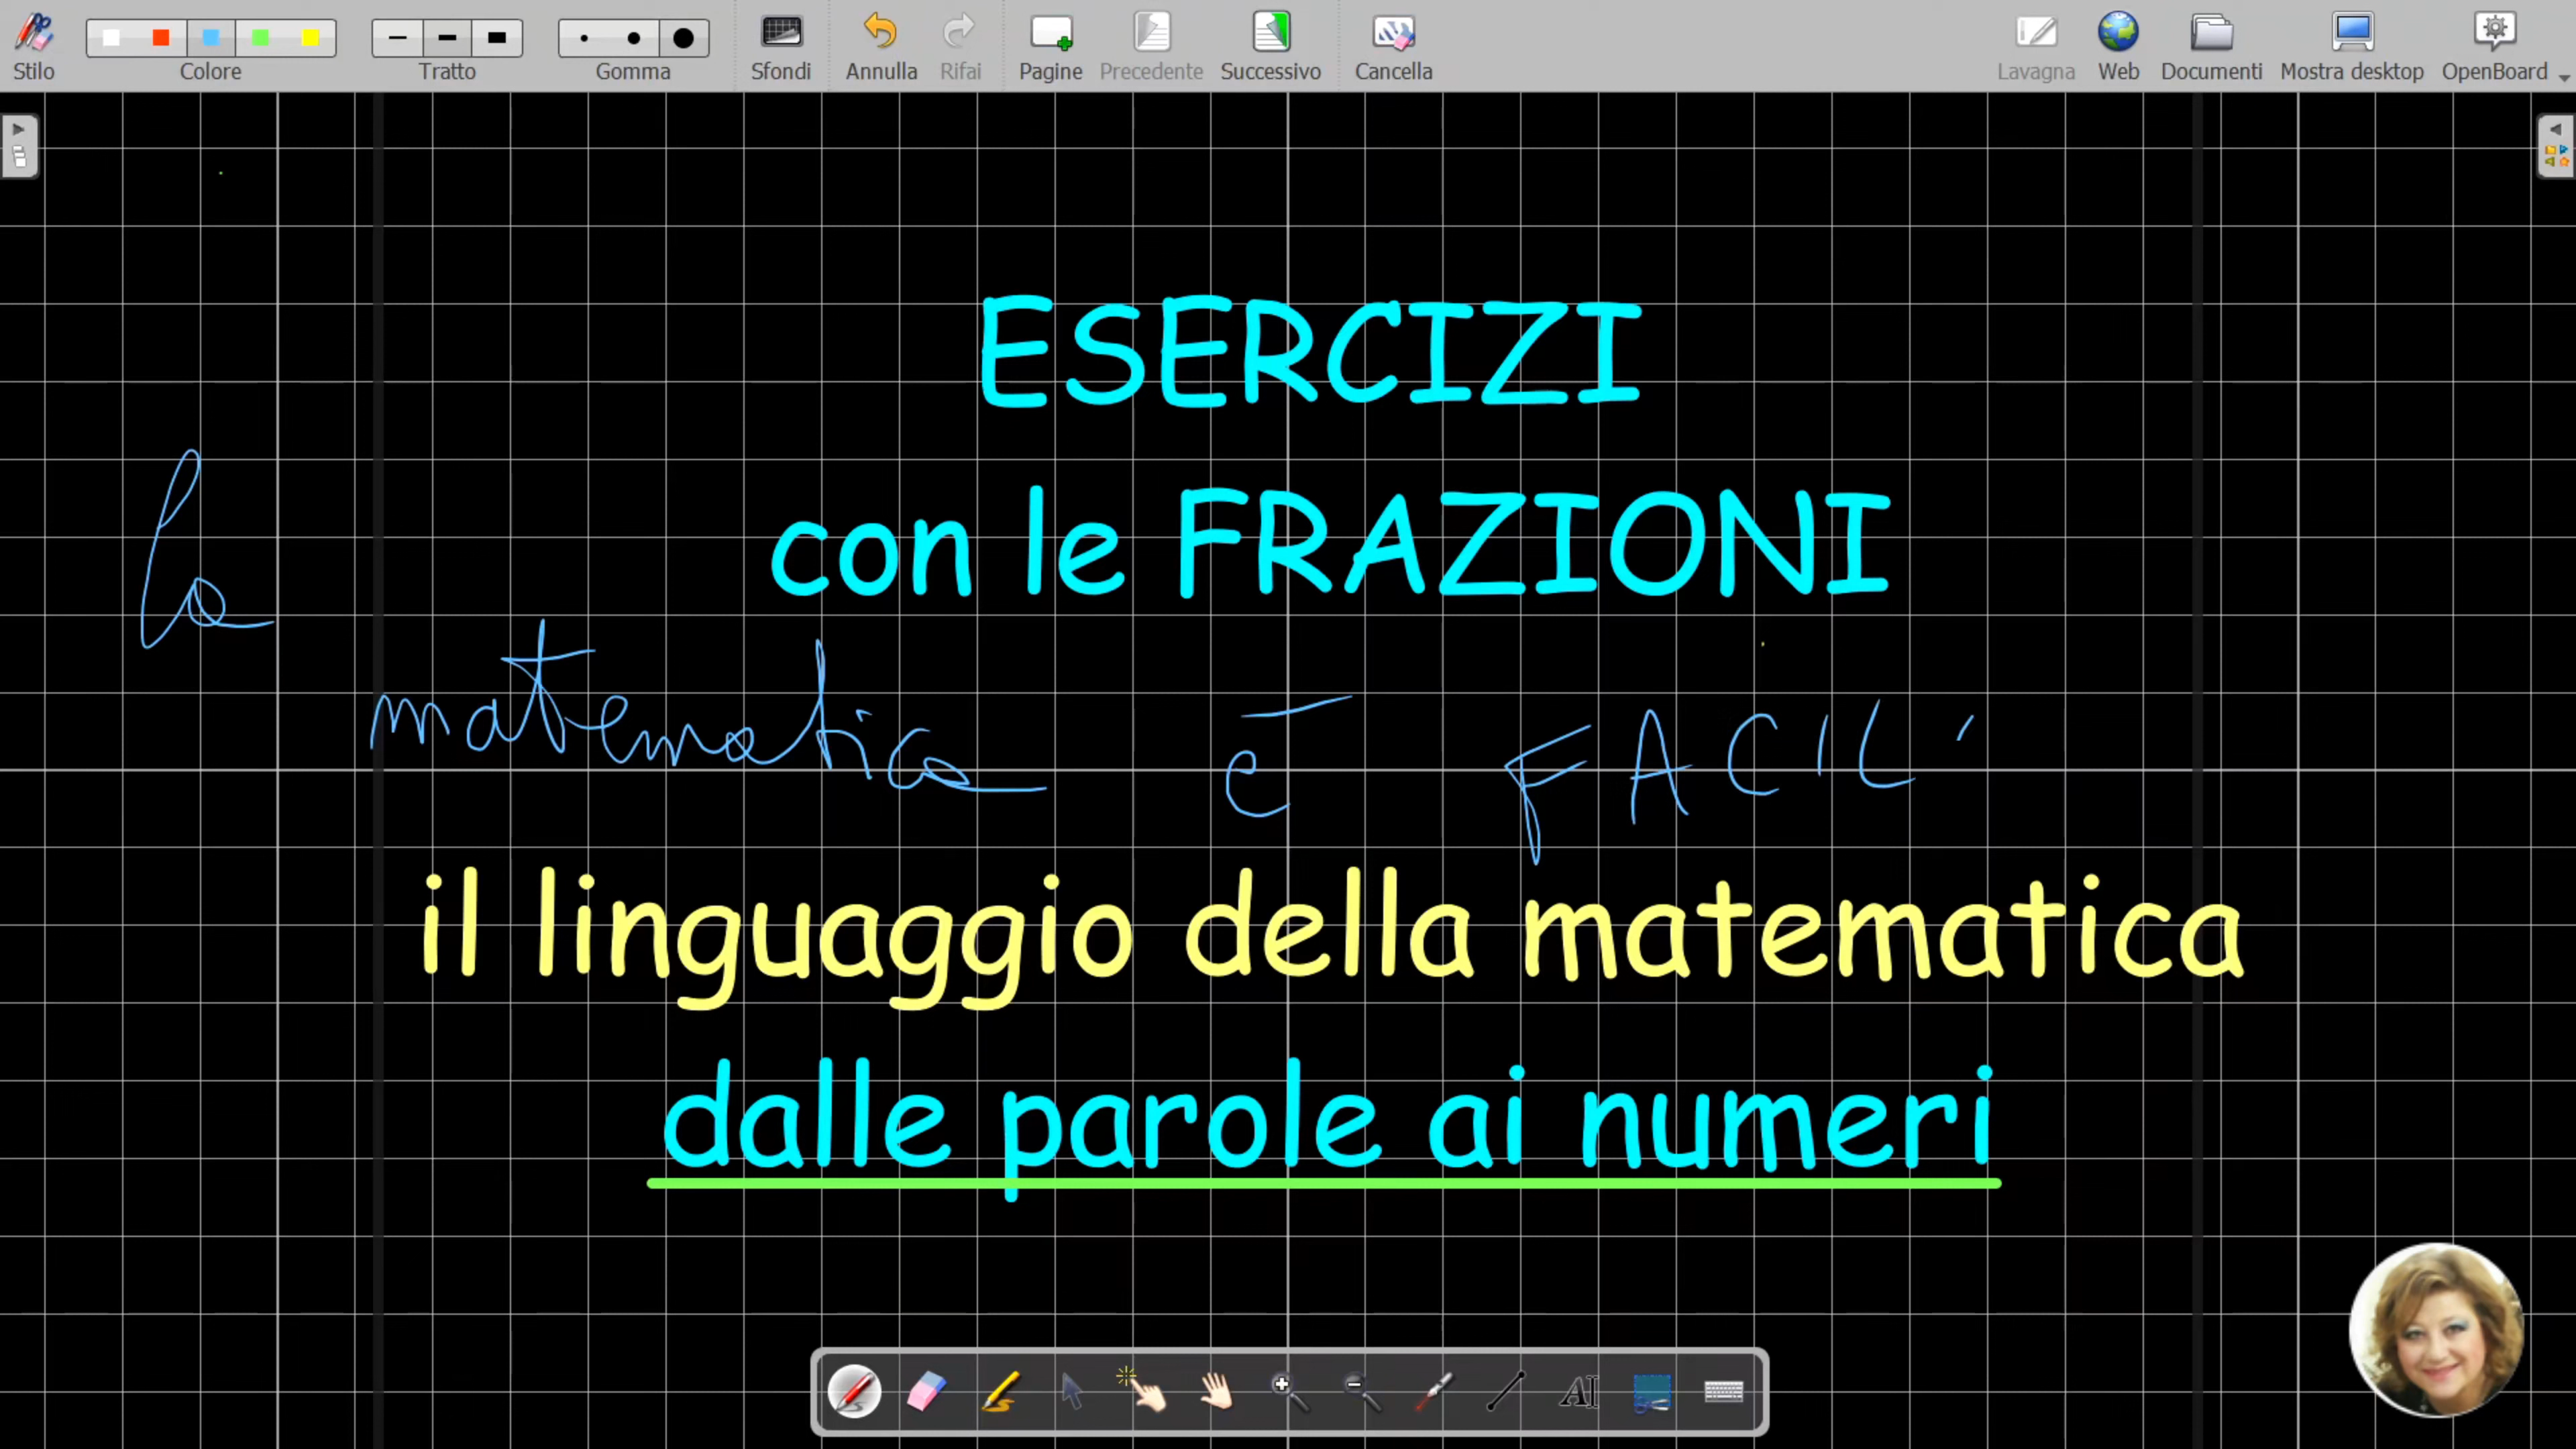 Stilo Colore Tratto Gomma Sfondi Annulla Rifai Pagine Precedente Successivo Cancella Lavagna Web Documenti Mostra desktop OpenBoard
ESERCIZI
con le FRAZIONI
la
matematica è FACIL
il linguaggio della matematica
dalle parole ai numeri